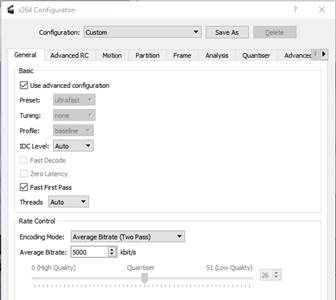 x264 Configuraton
Configuration: Custom Save As Delete
General Advanced RC Motion Partition Frame Analysis Quantiser Advanced
Basic
Use advanced configuration
Preset: ultrafast
Tuning: none
Profile: baseline
IDC Level: Auto
Fast Decode
Zero Latency
Fast First Pass
Threads Auto
Rate Control
Encoding Mode: Average Bitrate (Two Pass)
Average Bitrate: 5000 kbit/s
0 (High Quality) Quantiser 51 (Low Quality) 26